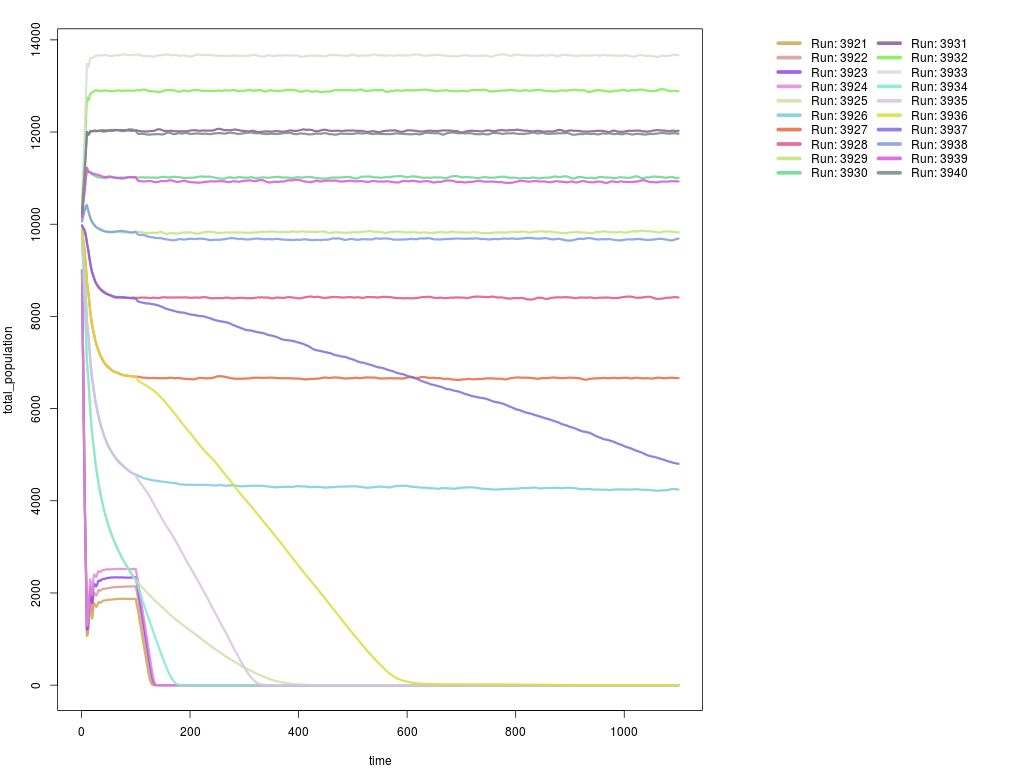 total_population
14000
12000
10000
8000
6000
4000
2000
0
0 200 400 600 800 1000
time
Run: 3921 Run: 3931
Run: 3922 Run: 3932
Run: 3923 Run: 3933
Run: 3924 Run: 3934
Run: 3925 Run: 3935
Run: 3926 Run: 3936
Run: 3927 Run: 3937
Run: 3928 Run: 3938
Run: 3929 Run: 3939
Run: 3930 Run: 3940